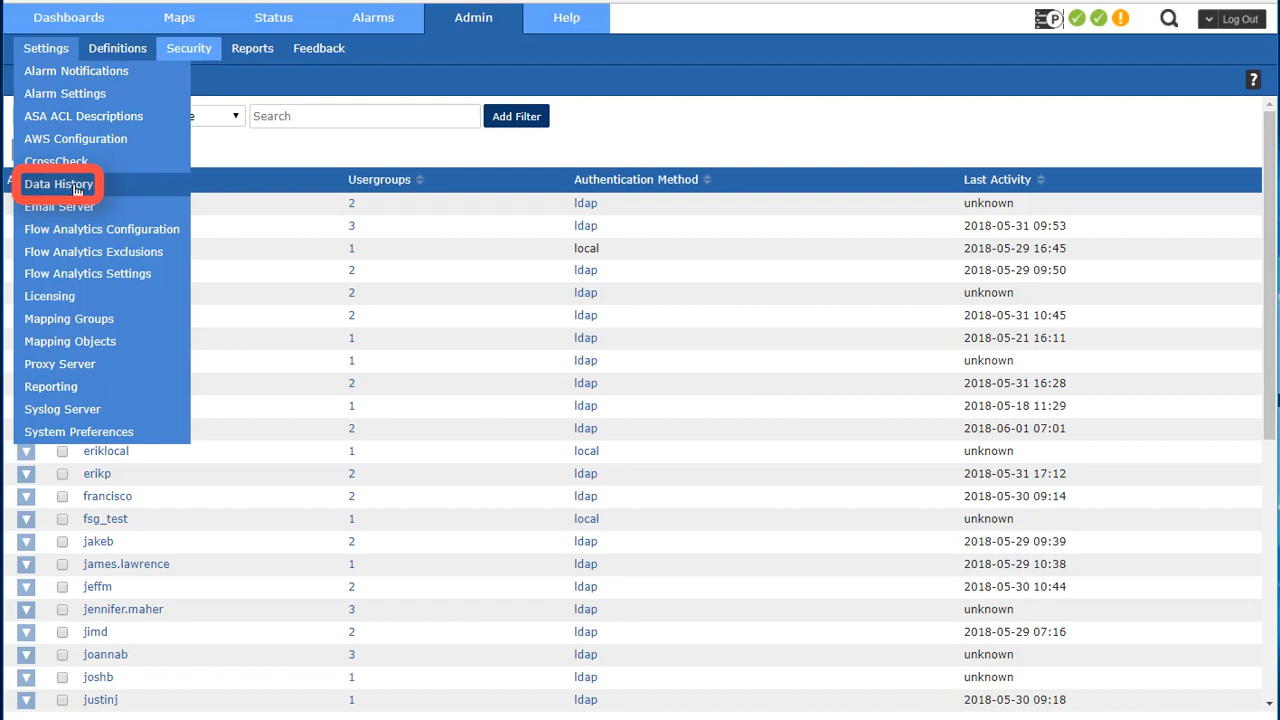 Dashboards Maps Status Alarms Admin Help P Log Out
Settings Definitions Security Reports Feedback
Alarm Notifications
?
Alarm Settings
ASA ACL Descriptions
e Search Add Filter
AWS Configuration
CrossCheck
Data History
Usergroups Authentication Method Last Activity
Email Server
2 ldap unknown
Flow Analytics Configuration
3 ldap 2018-05-31 09:53
Flow Analytics Exclusions
1 local 2018-05-29 16:45
Flow Analytics Settings
2 ldap 2018-05-29 09:50
Licensing
2 ldap unknown
Mapping Groups
2 ldap 2018-05-31 10:45
Mapping Objects
1 ldap 2018-05-21 16:11
Proxy Server
1 ldap unknown
Reporting
2 ldap 2018-05-31 16:28
Syslog Server
1 ldap 2018-05-18 11:29
System Preferences
2 ldap 2018-06-01 07:01
eriklocal 1 local unknown
erikp 2 ldap 2018-05-31 17:12
francisco 2 ldap 2018-05-30 09:14
fsg_test 1 local unknown
jakeb 2 ldap 2018-05-29 09:39
james.lawrence 1 ldap 2018-05-29 10:38
jeffm 2 ldap 2018-05-30 10:44
jennifer.maher 3 ldap unknown
jimd 2 ldap 2018-05-29 07:16
joannab 3 ldap unknown
joshb 1 ldap unknown
justinj 1 ldap 2018-05-30 09:18